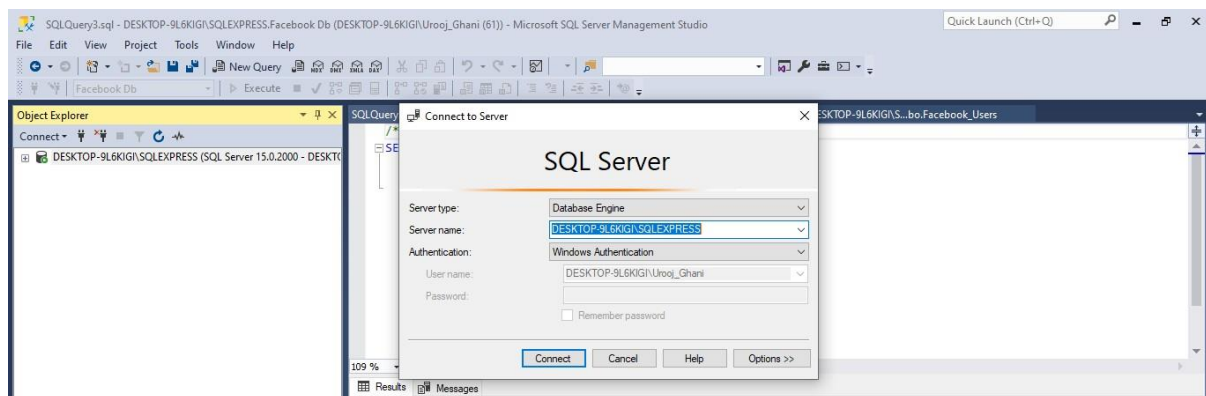 SQLQuery3.sql - DESKTOP-9L6KIGI\SQLEXPRESS.Facebook Db (DESKTOP-9L6KIGI\Urooj_Ghani (61)) - Microsoft SQL Server Management Studio
Quick Launch (Ctrl+Q)
File Edit View Project Tools Window Help
New Query
Facebook Db Execute
Object Explorer
SQLQuery
Connect to Server
ESKTOP-9L6KIGI\S...bo.Facebook_Users
Connect
/*
DESKTOP-9L6KIGI\SQLEXPRESS (SQL Server 15.0.2000 - DESKT
SE
SQL Server
Server type: Database Engine
Server name: DESKTOP-9L6KIGI\SQLEXPRESS
Authentication: Windows Authentication
User name: DESKTOP-9L6KIGI\Urooj_Ghani
Password:
Remember password
Connect Cancel Help Options >>
109 %
Results Messages